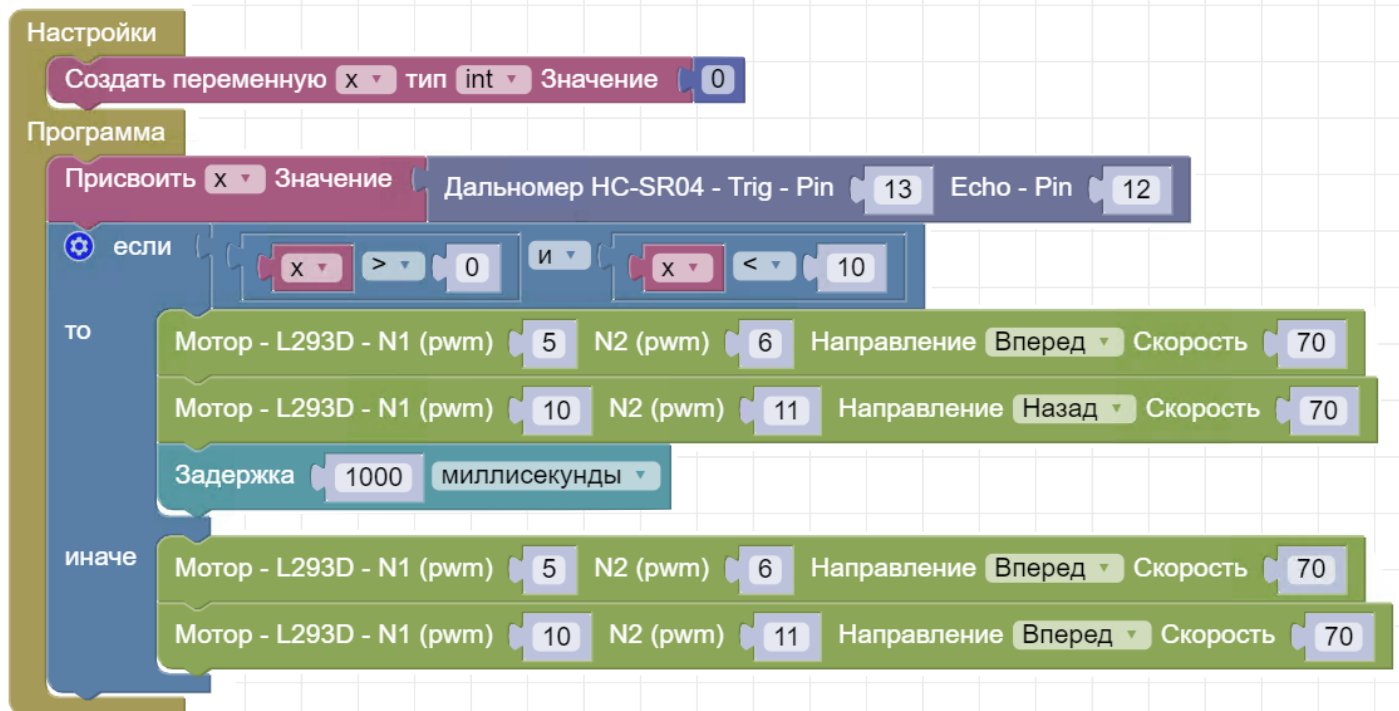 Настройки
Создать переменную x тип int Значение 0
Программа
Присвоить x Значение Дальномер HC-SR04 - Trig - Pin 13 Echo - Pin 12
если x > 0 и x < 10
то Мотор - L293D - N1 (pwm) 5 N2 (pwm) 6 Направление Вперед Скорость 70
Мотор - L293D - N1 (pwm) 10 N2 (pwm) 11 Направление Назад Скорость 70
Задержка 1000 миллисекунды
иначе Мотор - L293D - N1 (pwm) 5 N2 (pwm) 6 Направление Вперед Скорость 70
Мотор - L293D - N1 (pwm) 10 N2 (pwm) 11 Направление Вперед Скорость 70